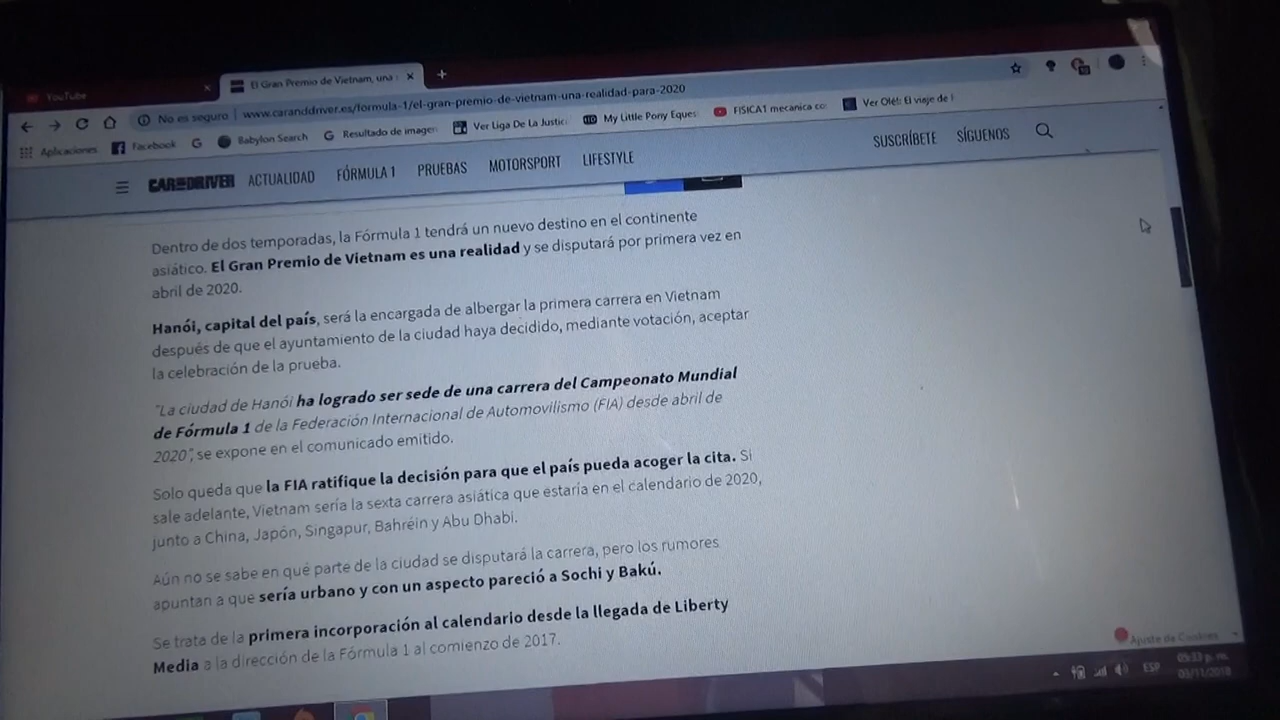 YouTube
El Gran Premio de Vietnam, una
No es seguro | www.caranddriver.es/formula-1/el-gran-premio-de-vietnam-una-realidad-para-2020
Aplicaciones Facebook Babylon Search Resultado de imager Ver Liga De La Justic My Little Pony Eques FISICA1 mecanica co Ver Olé!: El viaje de
CAR AND DRIVER ACTUALIDAD FÓRMULA 1 PRUEBAS MOTORSPORT LIFESTYLE SUSCRÍBETE SÍGUENOS
Dentro de dos temporadas, la Fórmula 1 tendrá un nuevo destino en el continente
asiático. El Gran Premio de Vietnam es una realidad y se disputará por primera vez en
abril de 2020.
Hanói, capital del país, será la encargada de albergar la primera carrera en Vietnam
después de que el ayuntamiento de la ciudad haya decidido, mediante votación, aceptar
la celebración de la prueba.
"La ciudad de Hanói ha logrado ser sede de una carrera del Campeonato Mundial
de Fórmula 1 de la Federación Internacional de Automovilismo (FIA) desde abril de
2020", se expone en el comunicado emitido.
Solo queda que la FIA ratifique la decisión para que el país pueda acoger la cita. Si
sale adelante, Vietnam sería la sexta carrera asiática que estaría en el calendario de 2020,
junto a China, Japón, Singapur, Bahréin y Abu Dhabi.
Aún no se sabe en qué parte de la ciudad se disputará la carrera, pero los rumores
apuntan a que sería urbano y con un aspecto pareció a Sochi y Bakú.
Se trata de la primera incorporación al calendario desde la llegada de Liberty
Media a la dirección de la Fórmula 1 al comienzo de 2017.
Ajuste de Cookies
ESP 05:33 p. m.
03/11/2018